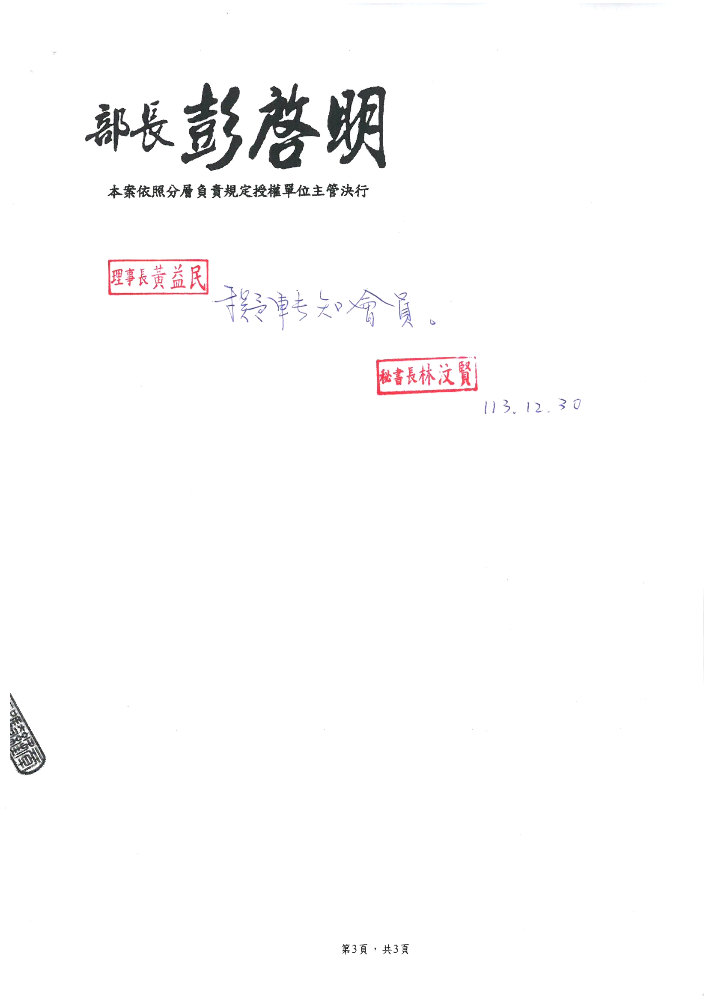 部長彭啓明
本案依照分層負責規定授權單位主管決行
理事長黃益民
擬轉知會員。
秘書長林汶賢
113.12.30
第3頁，共3頁